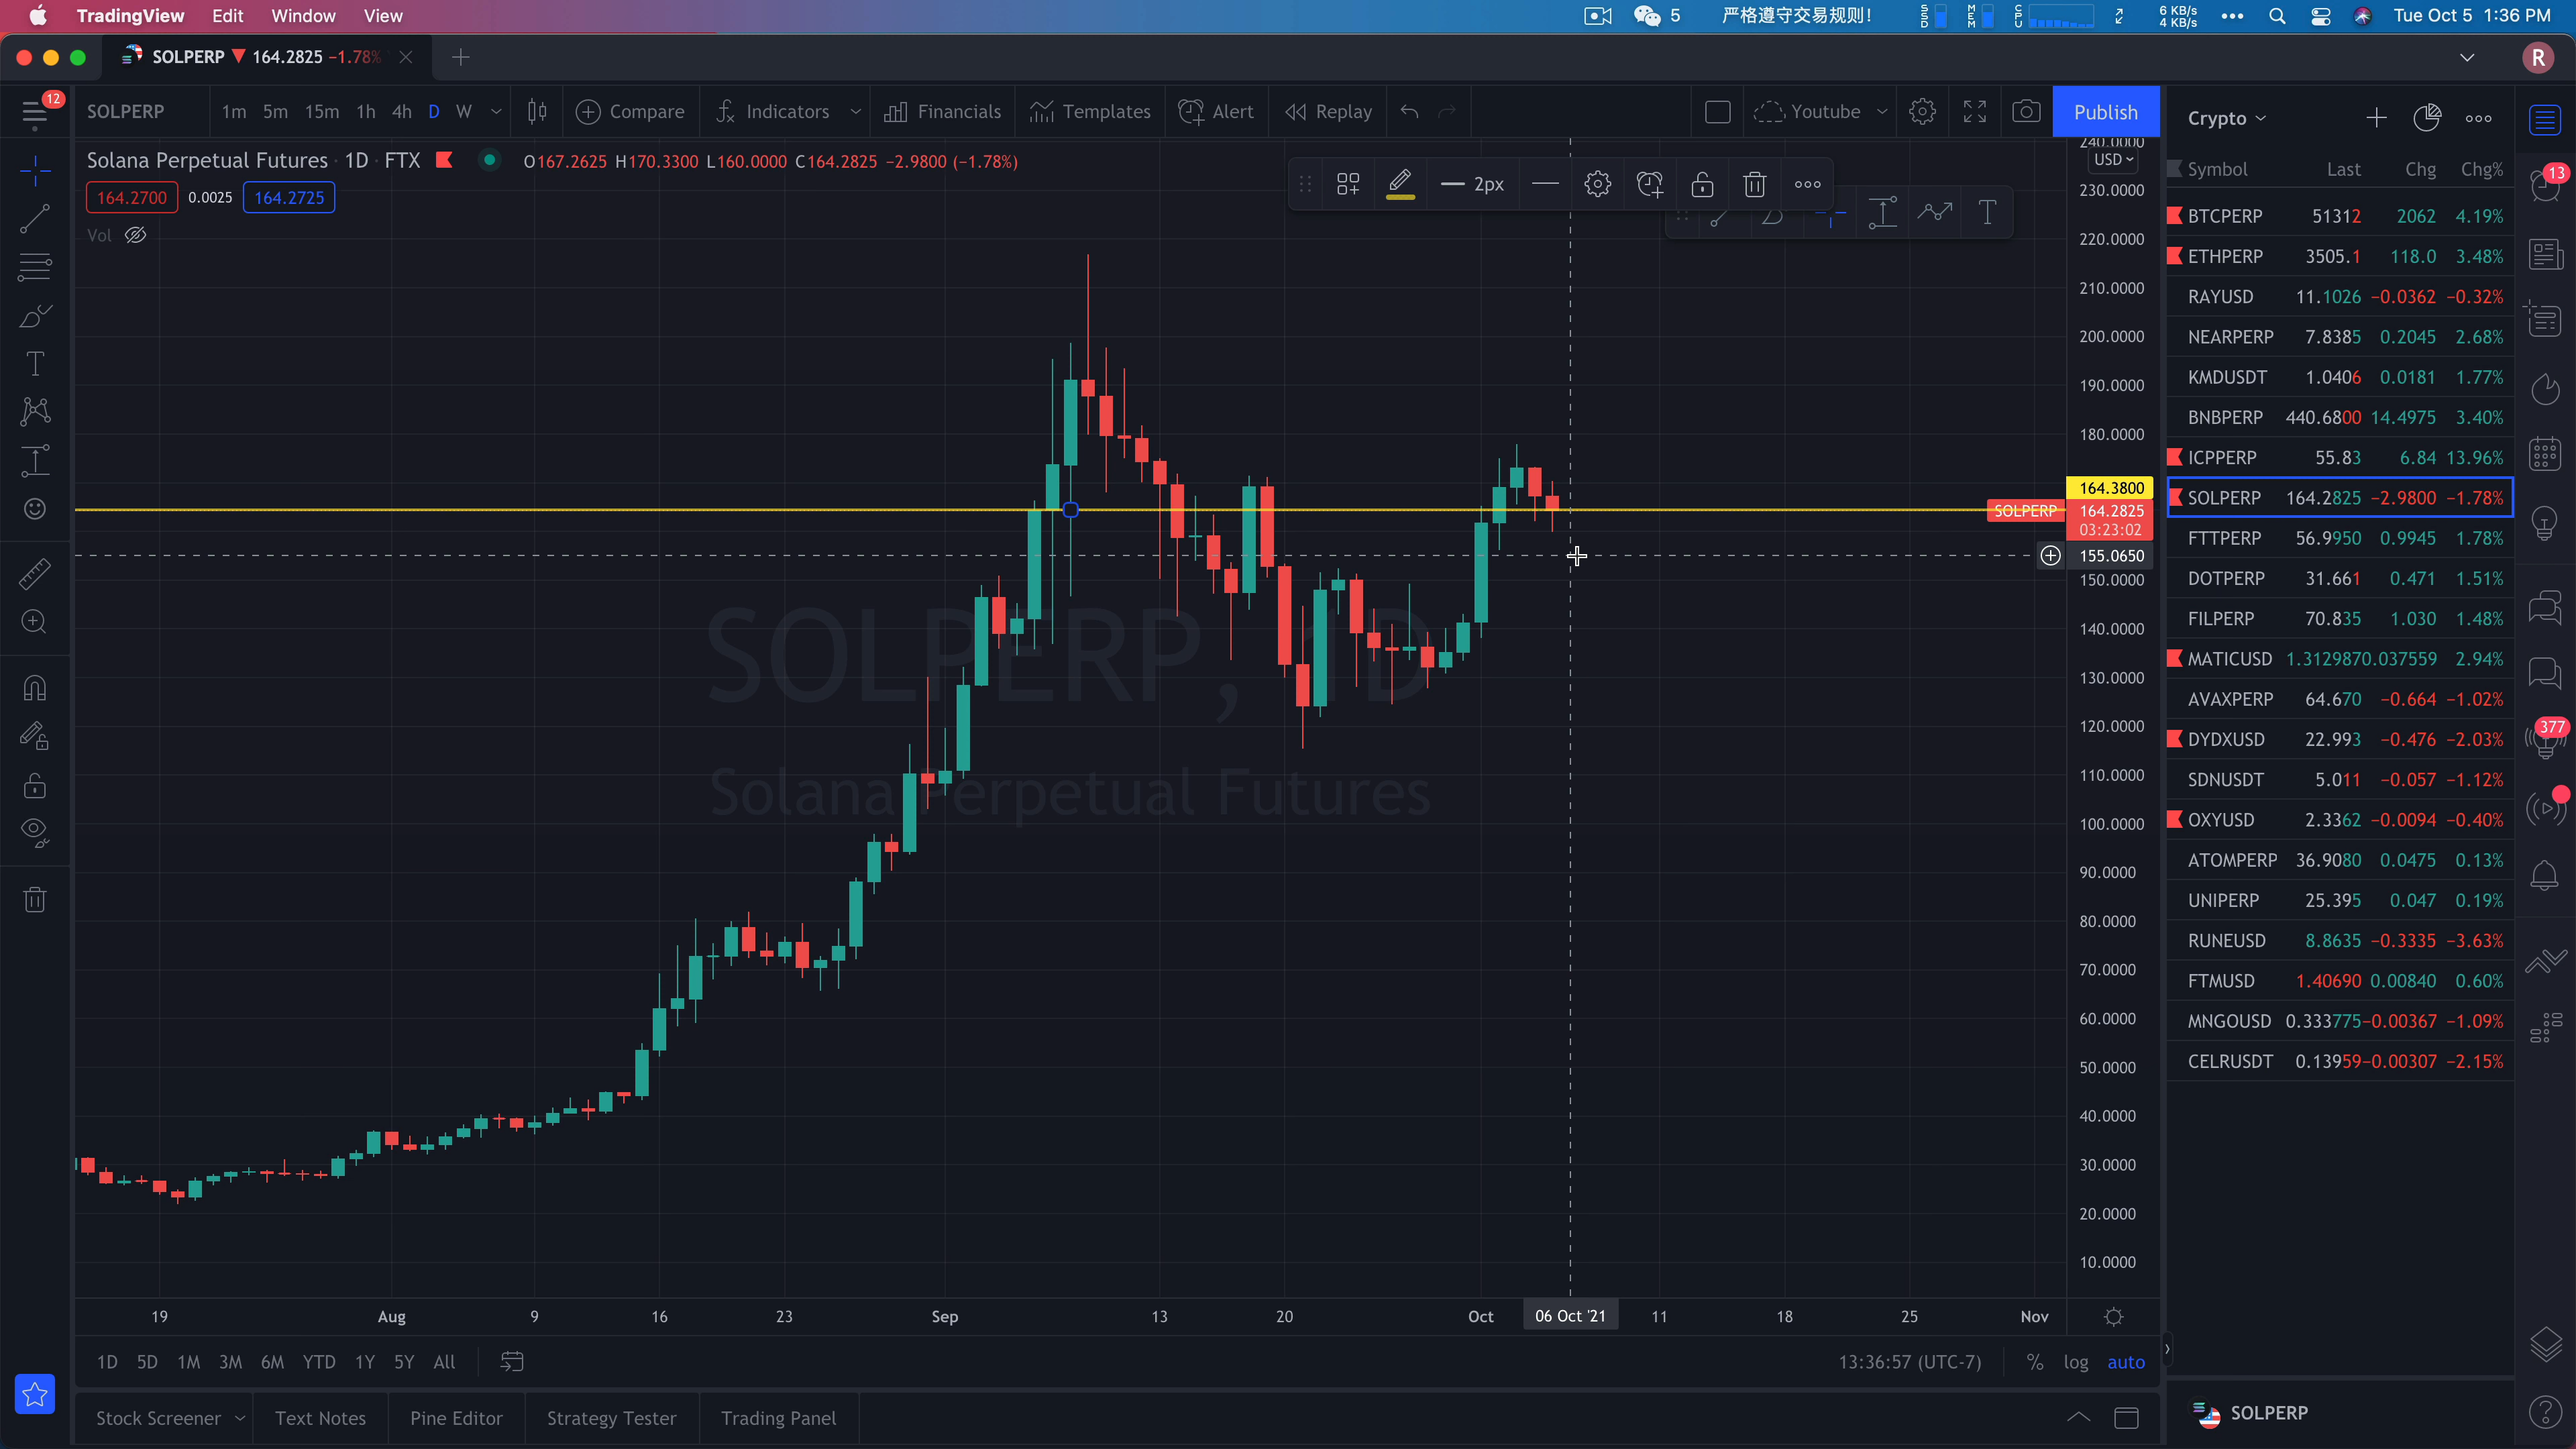 TradingView Edit Window View 5 严格遵守交易规则! SSD MEM CPU 6 KB/s 4 KB/s Tue Oct 5 1:36 PM
SOLPERP ▼ 164.2825 −1.78% R
12
SOLPERP 1m 5m 15m 1h 4h D W Compare Indicators Financials Templates Alert Replay Youtube Publish
Solana Perpetual Futures · 1D · FTX O167.2625 H170.3300 L160.0000 C164.2825 −2.9800 (−1.78%)
164.2700 0.0025 164.2725
Vol
2px
T
SOLPERP, 1D
Solana Perpetual Futures
240.0000
USD
230.0000
220.0000
210.0000
200.0000
190.0000
180.0000
164.3800
SOLPERP 164.2825
03:23:02
155.0650
150.0000
140.0000
130.0000
120.0000
110.0000
100.0000
90.0000
80.0000
70.0000
60.0000
50.0000
40.0000
30.0000
20.0000
10.0000
19 Aug 9 16 23 Sep 13 20 Oct 06 Oct '21 11 18 25 Nov
1D 5D 1M 3M 6M YTD 1Y 5Y All 13:36:57 (UTC-7) % log auto
Stock Screener Text Notes Pine Editor Strategy Tester Trading Panel
Crypto
Symbol Last Chg Chg%
BTCPERP 51312 2062 4.19%
ETHPERP 3505.1 118.0 3.48%
RAYUSD 11.1026 −0.0362 −0.32%
NEARPERP 7.8385 0.2045 2.68%
KMDUSDT 1.0406 0.0181 1.77%
BNBPERP 440.6800 14.4975 3.40%
ICPPERP 55.83 6.84 13.96%
SOLPERP 164.2825 −2.9800 −1.78%
FTTPERP 56.9950 0.9945 1.78%
DOTPERP 31.661 0.471 1.51%
FILPERP 70.835 1.030 1.48%
MATICUSD 1.3129870.037559 2.94%
AVAXPERP 64.670 −0.664 −1.02%
DYDXUSD 22.993 −0.476 −2.03%
SDNUSDT 5.011 −0.057 −1.12%
OXYUSD 2.3362 −0.0094 −0.40%
ATOMPERP 36.9080 0.0475 0.13%
UNIPERP 25.395 0.047 0.19%
RUNEUSD 8.8635 −0.3335 −3.63%
FTMUSD 1.40690 0.00840 0.60%
MNGOUSD 0.333775−0.00367 −1.09%
CELRUSDT 0.13959−0.00307 −2.15%
SOLPERP
13
377